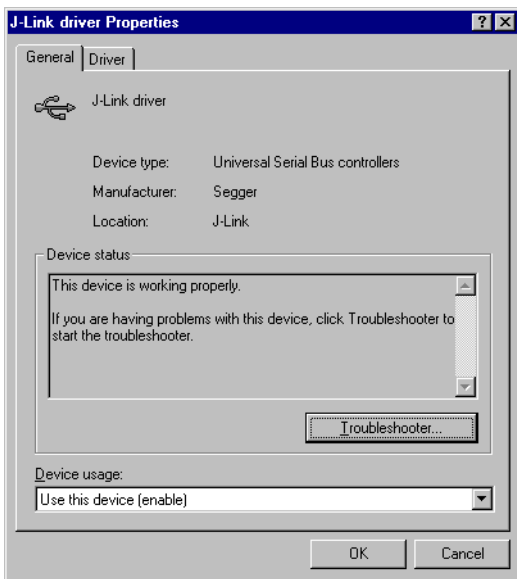 J-Link driver Properties
General Driver
J-Link driver
Device type: Universal Serial Bus controllers
Manufacturer: Segger
Location: J-Link
Device status
This device is working properly.
If you are having problems with this device, click Troubleshooter to
start the troubleshooter.
Troubleshooter...
Device usage:
Use this device (enable)
OK Cancel